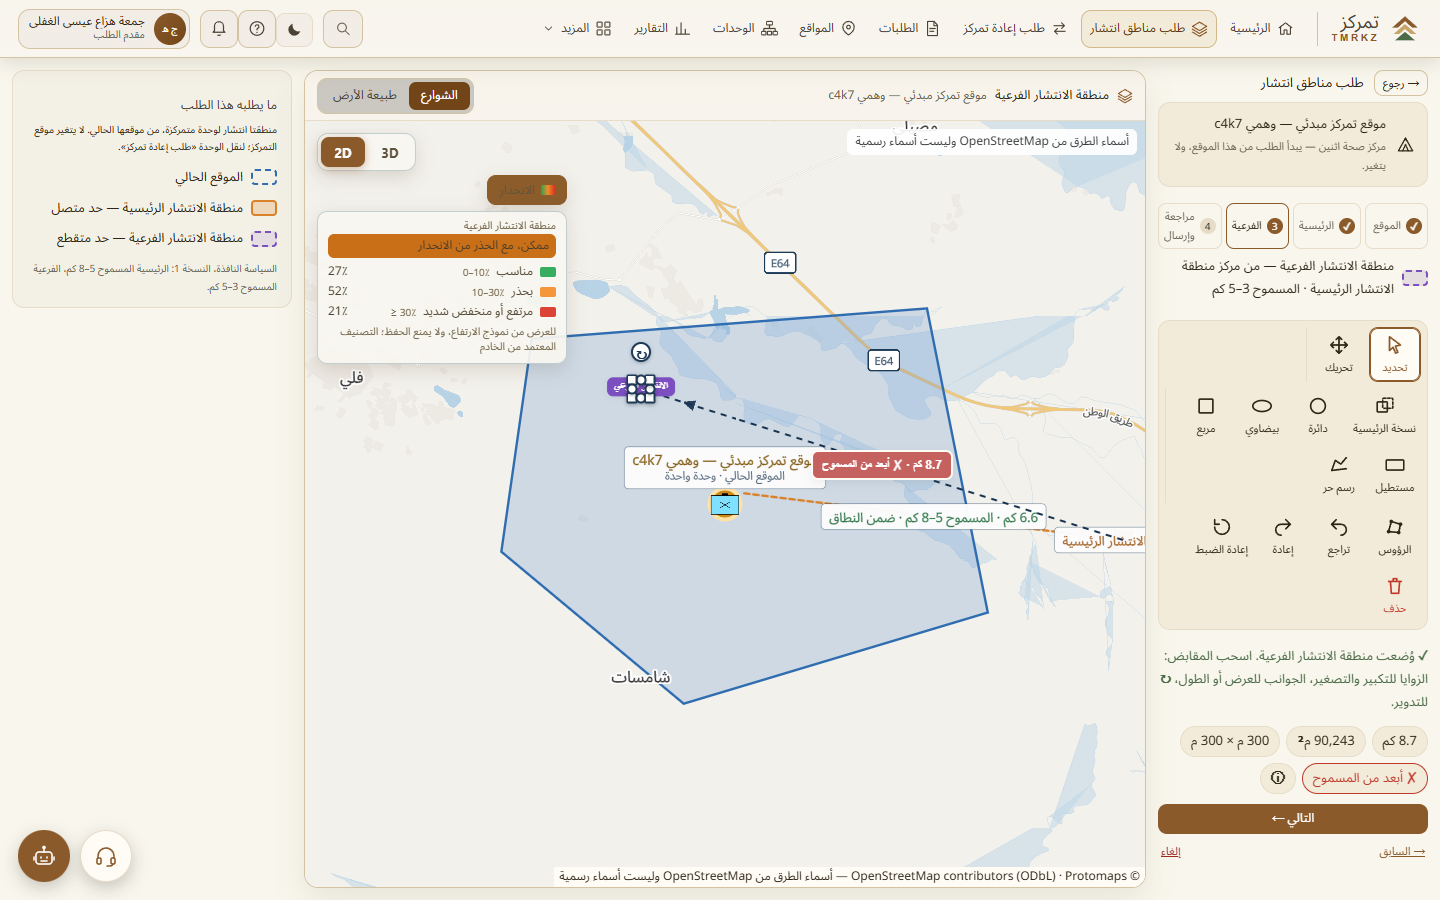 تمركز
TMRKZ
الرئيسية
طلب مناطق انتشار
طلب إعادة تمركز
الطلبات
المواقع
الوحدات
التقارير
المزيد
جمعة هزاع عيسى الغفلي
مقدم الطلب
ج ه
→ رجوع
طلب مناطق انتشار
موقع تمركز مبدئي — وهمي c4k7
مركز صحة اثنين — يبدأ الطلب من هذا الموقع، ولا
يتغير.
الموقع
الرئيسية
3 الفرعية
4 مراجعة
وإرسال
منطقة الانتشار الفرعية — من مركز منطقة
الانتشار الرئيسية · المسموح 3–5 كم
تحديد
تحريك
نسخة الرئيسية
دائرة
بيضاوي
مربع
مستطيل
رسم حر
الرؤوس
تراجع
إعادة
إعادة الضبط
حذف
✓ وُضعت منطقة الانتشار الفرعية. اسحب المقابض:
الزوايا للتكبير والتصغير، الجوانب للعرض أو الطول، ↻
للتدوير.
8.7 كم
90,243 م²
300 م × 300 م
✗ أبعد من المسموح
التالي ←
→ السابق
إلغاء
منطقة الانتشار الفرعية
موقع تمركز مبدئي — وهمي c4k7
الشوارع
طبيعة الأرض
أسماء الطرق من OpenStreetMap وليست أسماء رسمية
2D
3D
الانحدار
منطقة الانتشار الفرعية
ممكن، مع الحذر من الانحدار
مناسب 0–10٪ 27٪
بحذر 10–30٪ 52٪
مرتفع أو منخفض شديد ≥ 30٪ 21٪
للعرض من نموذج الارتفاع، ولا يمنع الحفظ؛ التصنيف
المعتمد من الخادم
E64
E64
فلي
طريق الوطن
موقع تمركز مبدئي — وهمي c4k7
الموقع الحالي · وحدة واحدة
8.7 كم · ✗ أبعد من المسموح
6.6 كم · المسموح 5–8 كم · ضمن النطاق
الانتشار الرئيسية
شامسات
© OpenStreetMap contributors (ODbL) · Protomaps — أسماء الطرق من OpenStreetMap وليست أسماء رسمية
ما يطلبه هذا الطلب
منطقتا انتشار لوحدة متمركزة، من موقعها الحالي. لا يتغير موقع
التمركز؛ لنقل الوحدة «طلب إعادة تمركز».
الموقع الحالي
منطقة الانتشار الرئيسية — حد متصل
منطقة الانتشار الفرعية — حد متقطع
السياسة النافذة، النسخة 1: الرئيسية المسموح 5–8 كم، الفرعية
المسموح 3–5 كم.